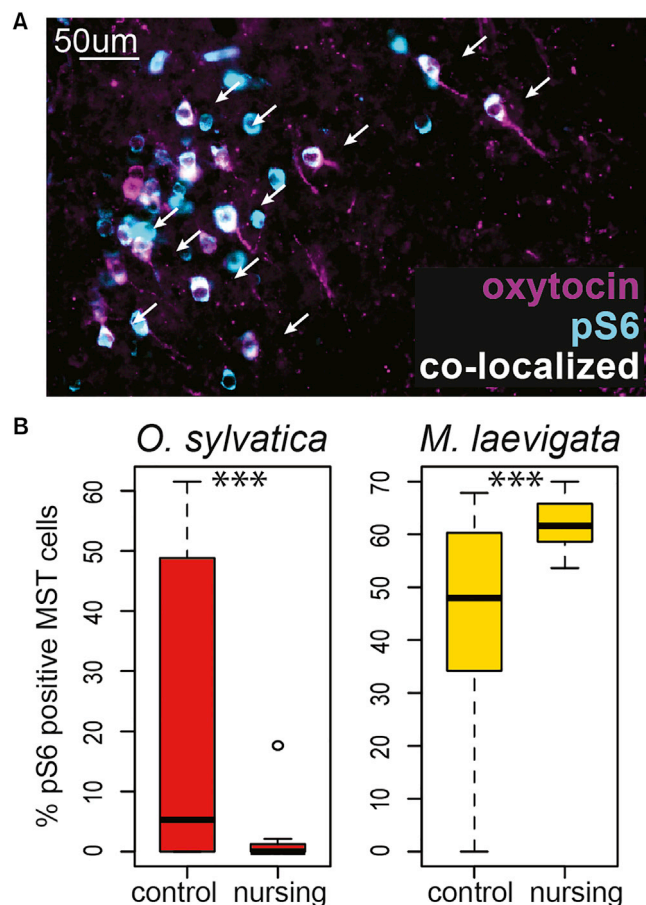 A
50um
oxytocin
pS6
co-localized
B
O. sylvatica
M. laevigata
% pS6 positive MST cells
0
10
20
30
40
50
60
***
control
nursing
0
10
20
30
40
50
60
70
***
control
nursing